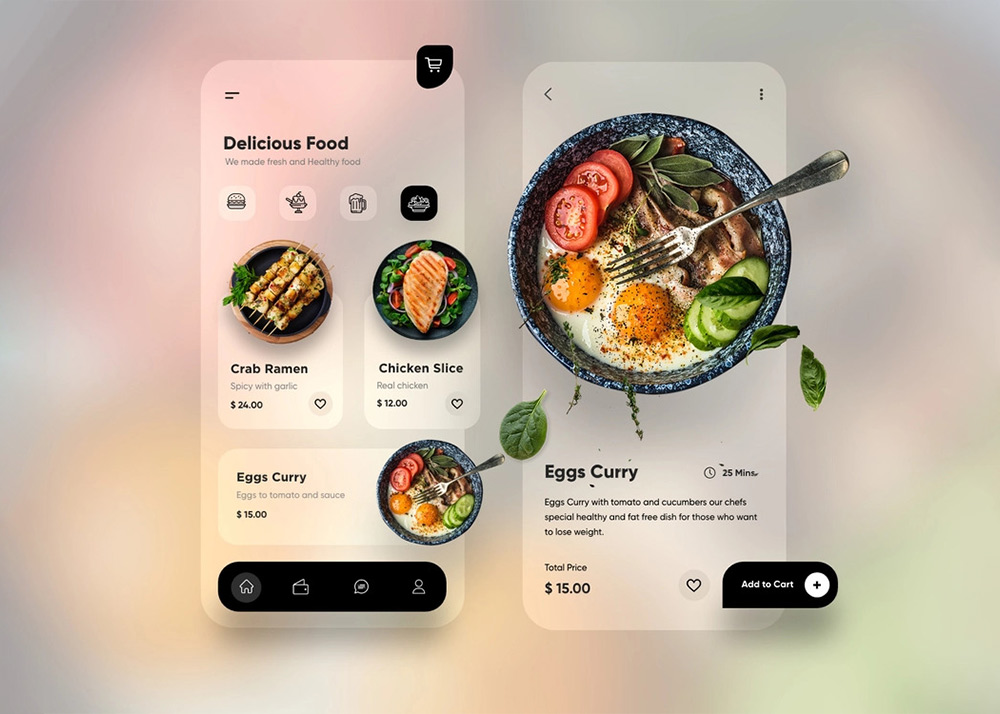 Delicious Food
We made fresh and Healthy food
Crab Ramen
Spicy with garlic
$ 24.00
Chicken Slice
Real chicken
$ 12.00
Eggs Curry
Eggs to tomato and sauce
$ 15.00
Eggs Curry
25 Mins
Eggs Curry with tomato and cucumbers our chefs
special healthy and fat free dish for those who want
to lose weight.
Total Price
$ 15.00
Add to Cart